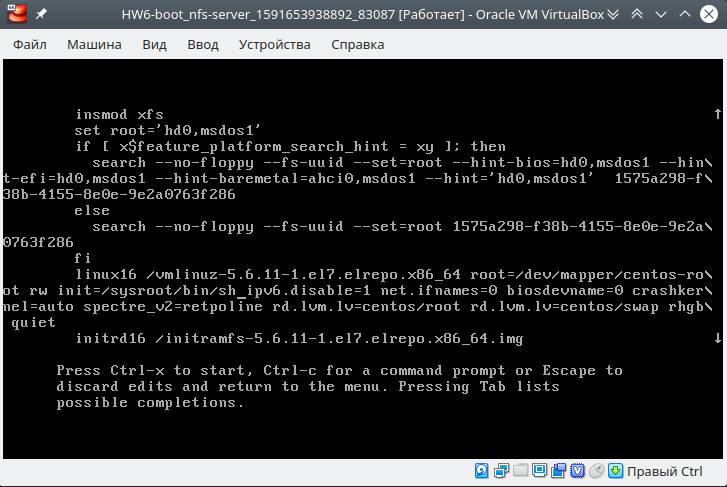 HW6-boot_nfs-server_1591653938892_83087 [Работает] - Oracle VM VirtualBox
Файл Машина Вид Ввод Устройства Справка
insmod xfs
set root='hd0,msdos1'
if [ x$feature_platform_search_hint = xy ]; then
search --no-floppy --fs-uuid --set=root --hint-bios=hd0,msdos1 --hin\
t-efi=hd0,msdos1 --hint-baremetal=ahci0,msdos1 --hint='hd0,msdos1'  1575a298-f\
38b-4155-8e0e-9e2a0763f286
else
search --no-floppy --fs-uuid --set=root 1575a298-f38b-4155-8e0e-9e2a\
0763f286
fi
linux16 /vmlinuz-5.6.11-1.el7.elrepo.x86_64 root=/dev/mapper/centos-ro\
ot rw init=/sysroot/bin/sh_ipv6.disable=1 net.ifnames=0 biosdevname=0 crashker\
nel=auto spectre_v2=retpoline rd.lvm.lv=centos/root rd.lvm.lv=centos/swap rhgb\
quiet
initrd16 /initramfs-5.6.11-1.el7.elrepo.x86_64.img
Press Ctrl-x to start, Ctrl-c for a command prompt or Escape to
discard edits and return to the menu. Pressing Tab lists
possible completions.
Правый Ctrl